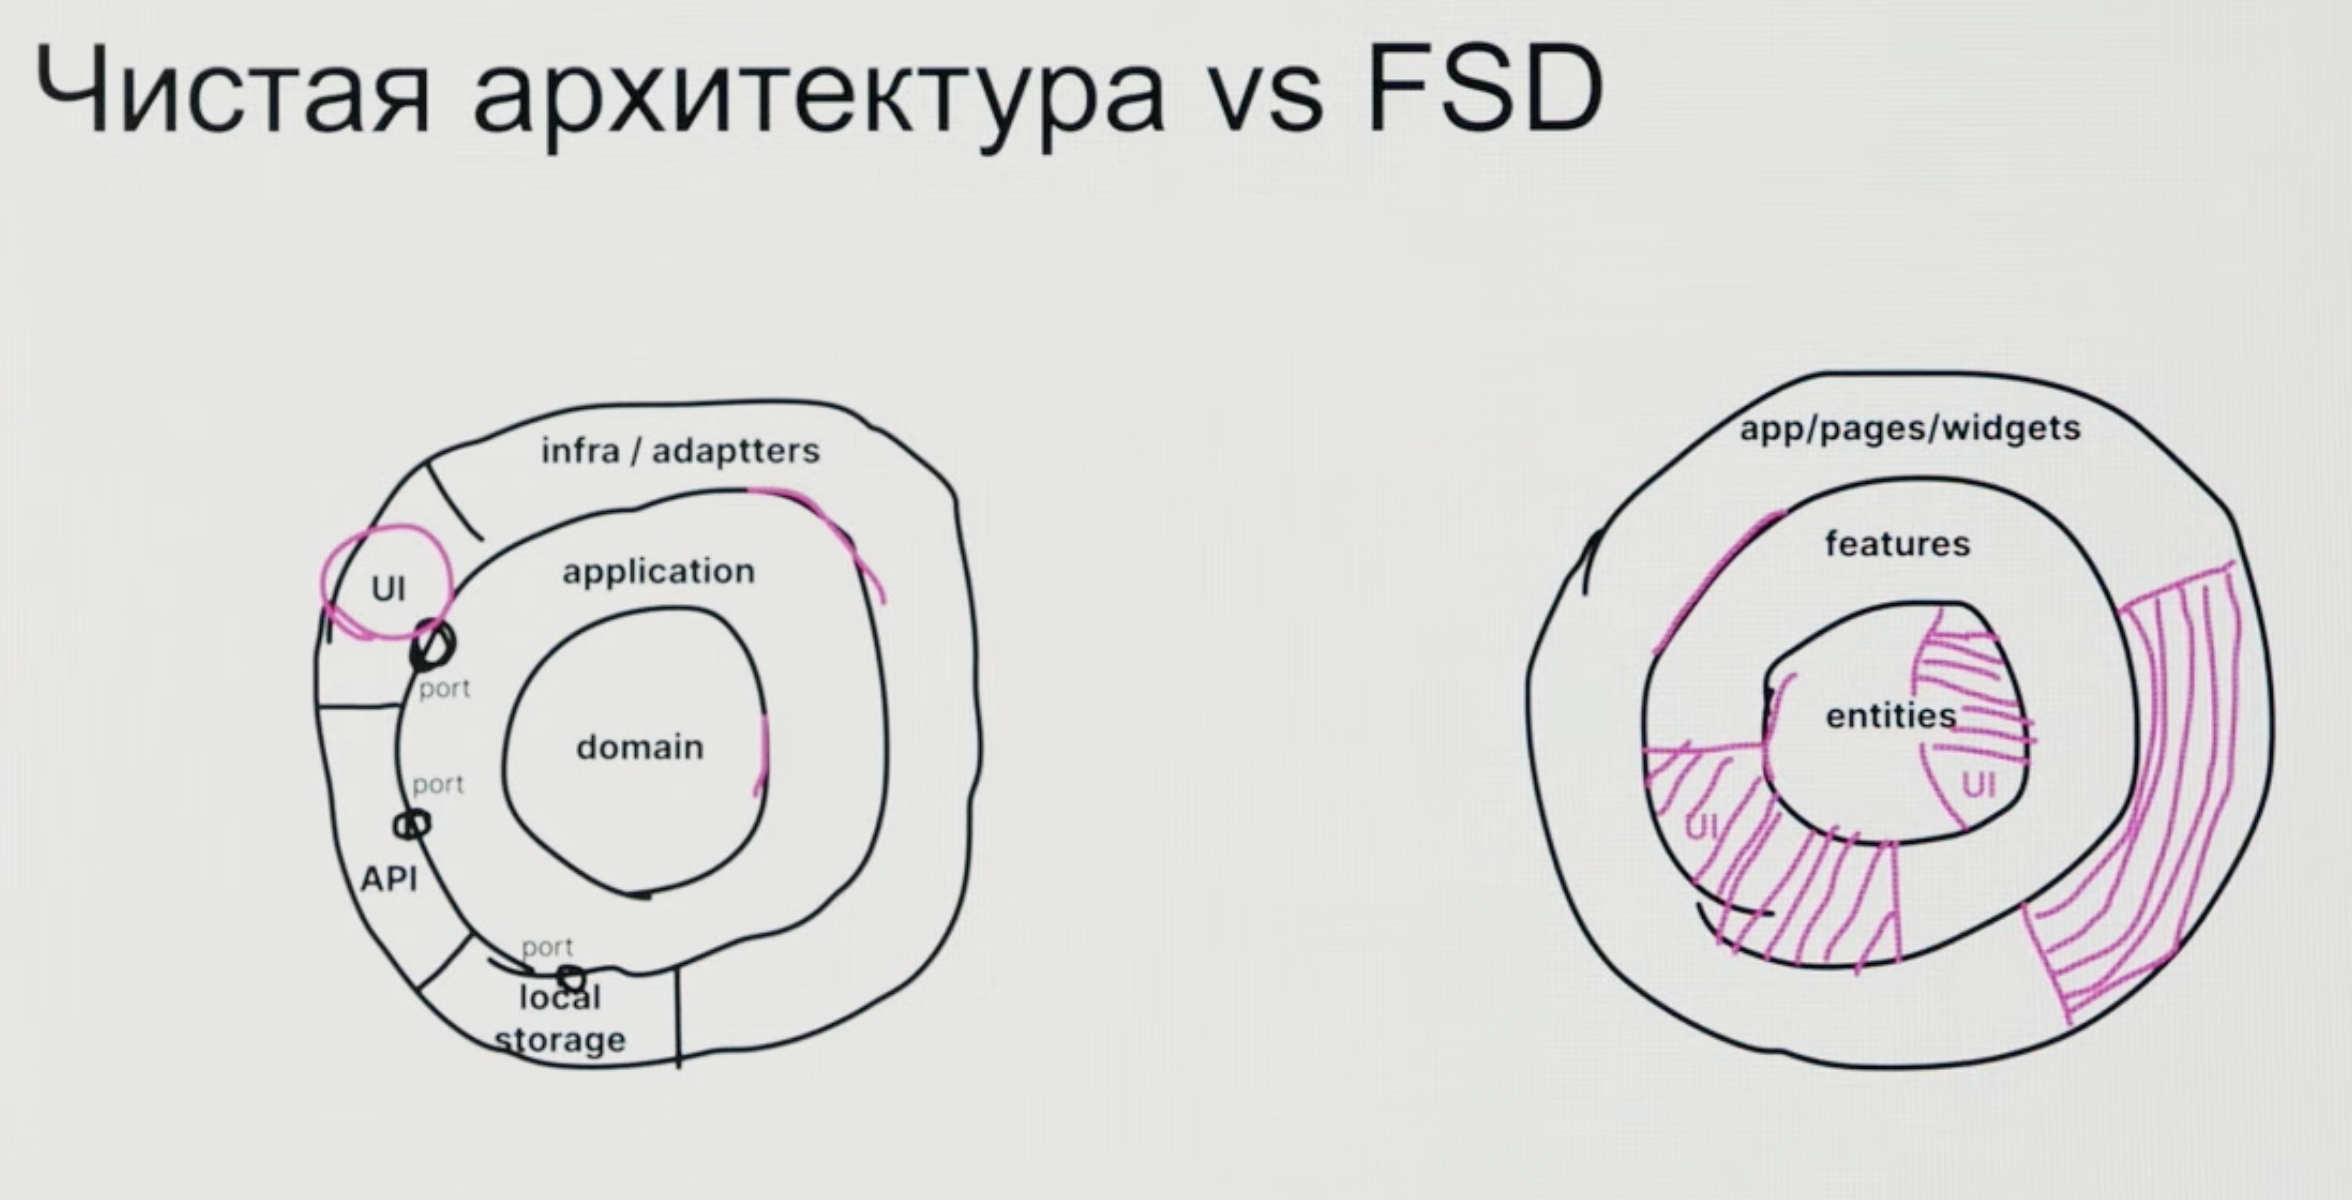 Чистая архитектура vs FSD
infra / adaptters
application
UI
port
domain
port
API
port
local
storage
app/pages/widgets
features
entities
UI
UI